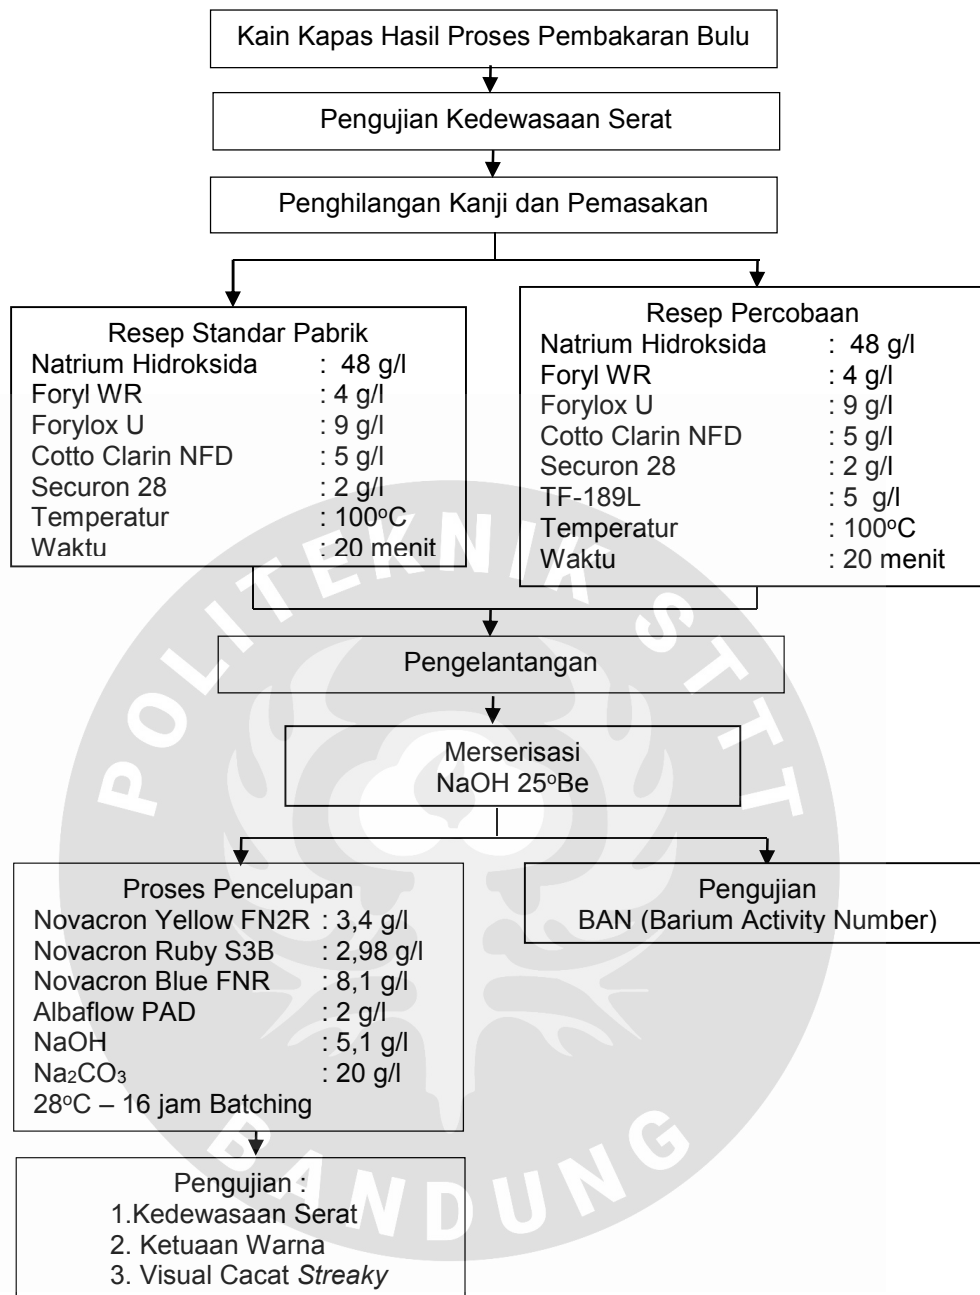 Kain Kapas Hasil Proses Pembakaran Bulu
Pengujian Kedewasaan Serat
Penghilangan Kanji dan Pemasakan
Resep Standar Pabrik
Natrium Hidroksida : 48 g/l
Foryl WR : 4 g/l
Forylox U : 9 g/l
Cotto Clarin NFD : 5 g/l
Securon 28 : 2 g/l
Temperatur : 100°C
Waktu : 20 menit
Resep Percobaan
Natrium Hidroksida : 48 g/l
Foryl WR : 4 g/l
Forylox U : 9 g/l
Cotto Clarin NFD : 5 g/l
Securon 28 : 2 g/l
TF-189L : 5 g/l
Temperatur : 100°C
Waktu : 20 menit
Pengelantangan
Merserisasi
NaOH 25°Be
Proses Pencelupan
Novacron Yellow FN2R : 3,4 g/l
Novacron Ruby S3B : 2,98 g/l
Novacron Blue FNR : 8,1 g/l
Albaflow PAD : 2 g/l
NaOH : 5,1 g/l
Na₂CO₃ : 20 g/l
28°C – 16 jam Batching
Pengujian
BAN (Barium Activity Number)
Pengujian :
1.Kedewasaan Serat
2. Ketuaan Warna
3. Visual Cacat Streaky
POLITEKNIK STTT
BANDUNG